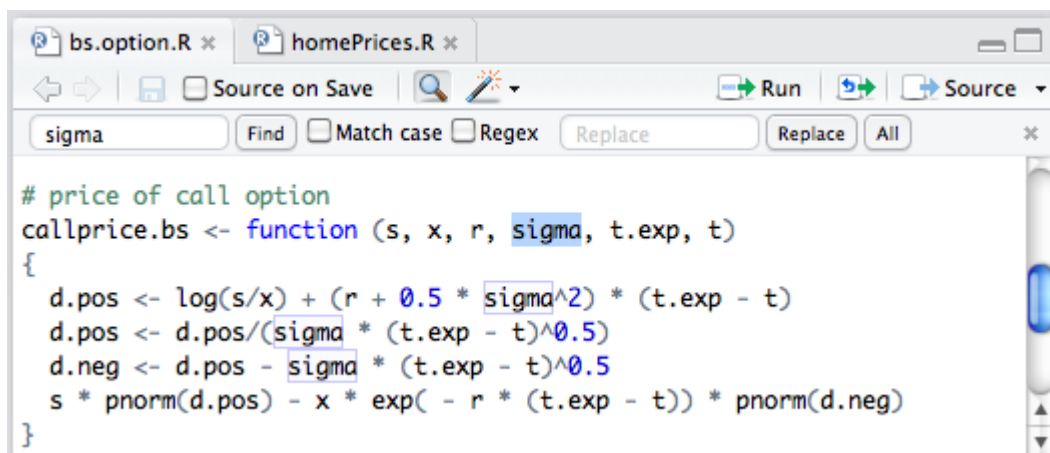 bs.option.R homePrices.R
Source on Save Run Source
sigma Find Match case Regex Replace Replace All
# price of call option
callprice.bs <- function (s, x, r, sigma, t.exp, t)
{
  d.pos <- log(s/x) + (r + 0.5 * sigma^2) * (t.exp - t)
  d.pos <- d.pos/(sigma * (t.exp - t)^0.5)
  d.neg <- d.pos - sigma * (t.exp - t)^0.5
  s * pnorm(d.pos) - x * exp( - r * (t.exp - t)) * pnorm(d.neg)
}